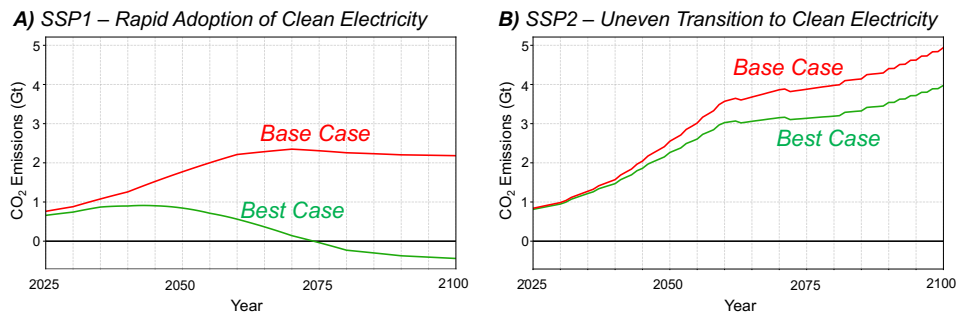 A) SSP1 – Rapid Adoption of Clean Electricity
5
4
3
2
1
0
CO2 Emissions (Gt)
Base Case
Best Case
2025
2050
2075
2100
Year
B) SSP2 – Uneven Transition to Clean Electricity
5
4
3
2
1
0
CO2 Emissions (Gt)
Base Case
Best Case
2025
2050
2075
2100
Year